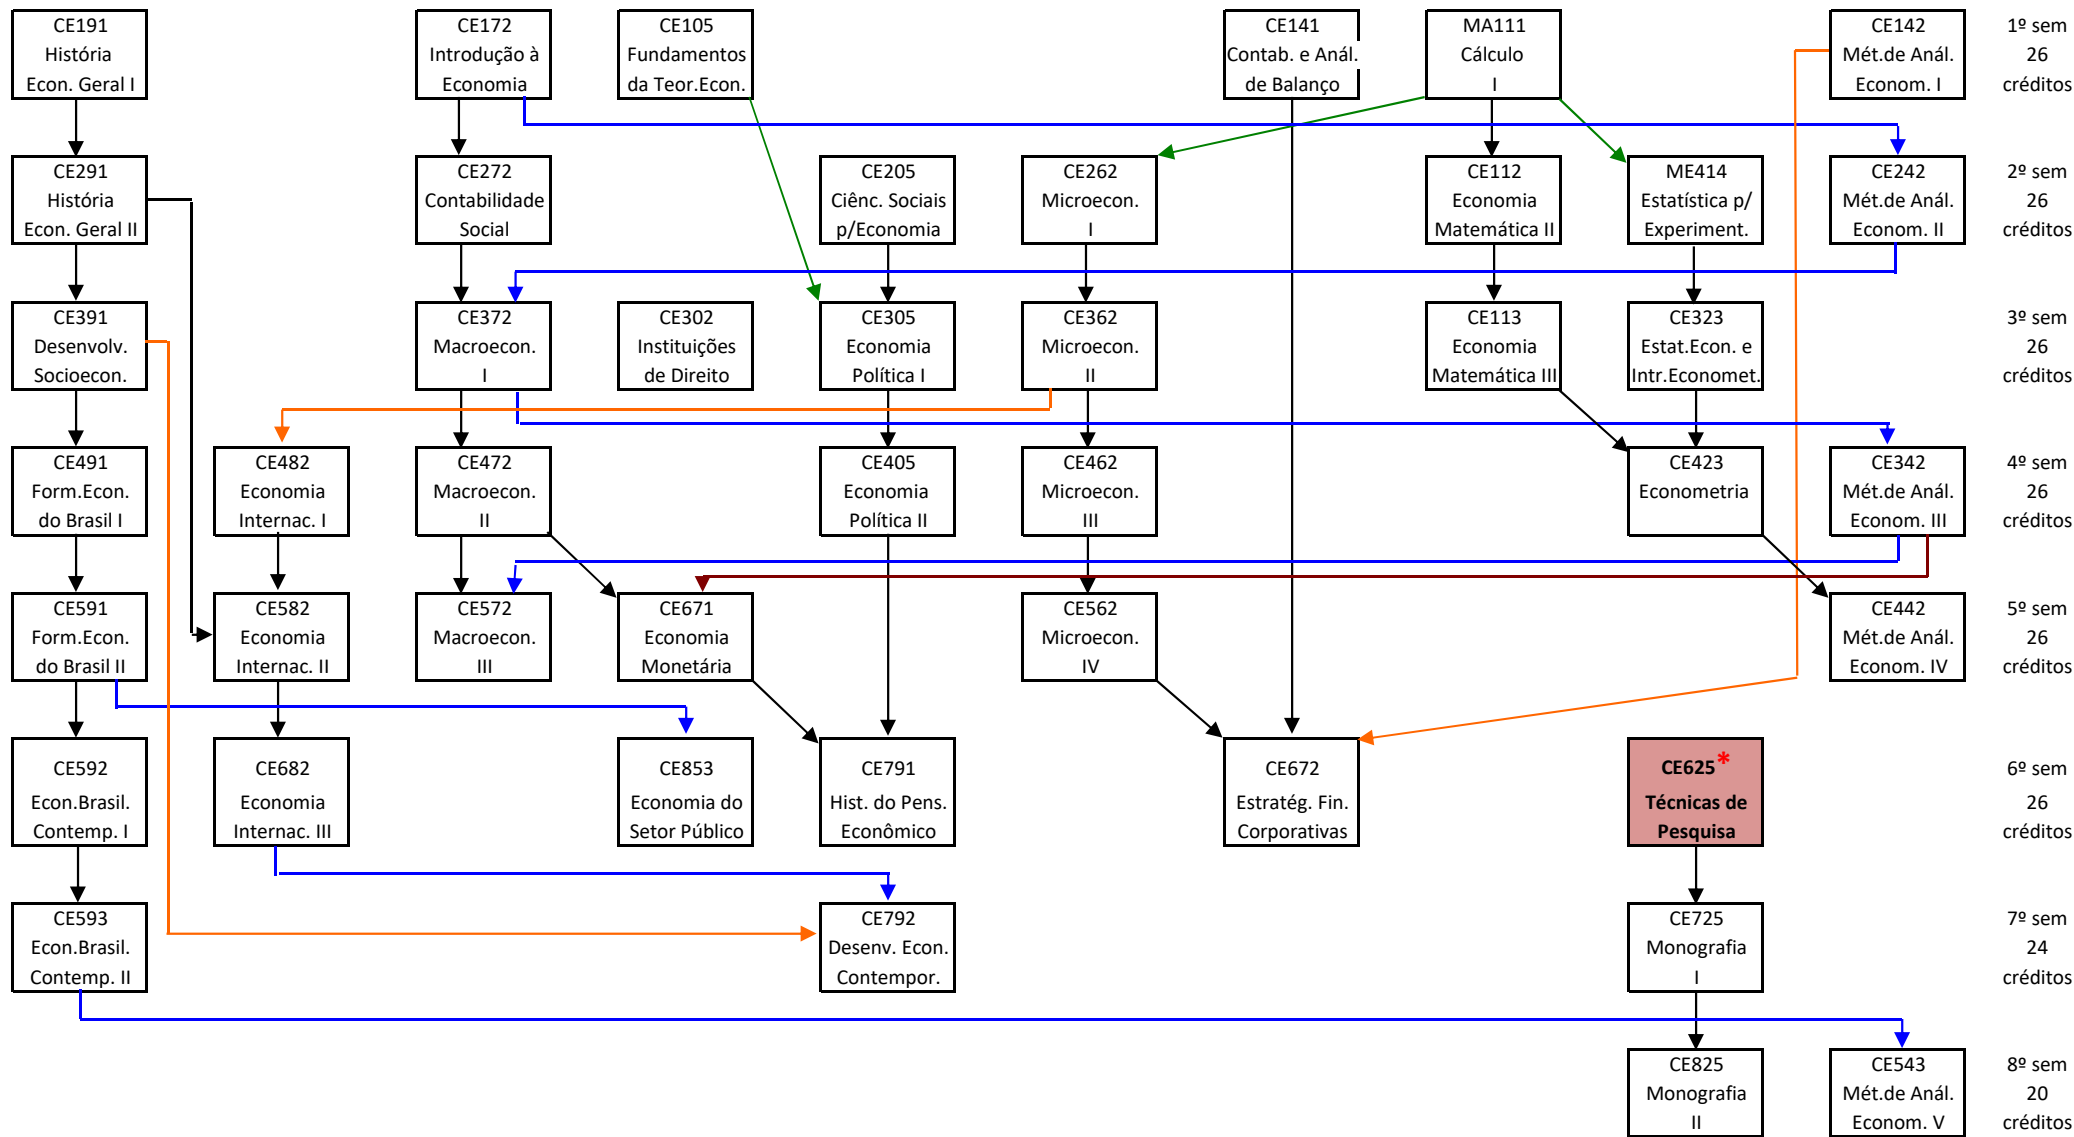 CE191
História
Econ. Geral I
CE172
Introdução à
Economia
CE105
Fundamentos
da Teor.Econ.
CE141
Contab. e Anál.
de Balanço
MA111
Cálculo
I
CE142
Mét.de Anál.
Econom. I
1º sem
26
créditos
CE291
História
Econ. Geral II
CE272
Contabilidade
Social
CE205
Ciênc. Sociais
p/Economia
CE262
Microecon.
I
CE112
Economia
Matemática II
ME414
Estatística p/
Experiment.
CE242
Mét.de Anál.
Econom. II
2º sem
26
créditos
CE391
Desenvolv.
Socioecon.
CE372
Macroecon.
I
CE302
Instituições
de Direito
CE305
Economia
Política I
CE362
Microecon.
II
CE113
Economia
Matemática III
CE323
Estat.Econ. e
Intr.Economet.
3º sem
26
créditos
CE491
Form.Econ.
do Brasil I
CE482
Economia
Internac. I
CE472
Macroecon.
II
CE405
Economia
Política II
CE462
Microecon.
III
CE423
Econometria
CE342
Mét.de Anál.
Econom. III
4º sem
26
créditos
CE591
Form.Econ.
do Brasil II
CE582
Economia
Internac. II
CE572
Macroecon.
III
CE671
Economia
Monetária
CE562
Microecon.
IV
CE442
Mét.de Anál.
Econom. IV
5º sem
26
créditos
CE592
Econ.Brasil.
Contemp. I
CE682
Economia
Internac. III
CE853
Economia do
Setor Público
CE791
Hist. do Pens.
Econômico
CE672
Estratég. Fin.
Corporativas
CE625*
Técnicas de
Pesquisa
6º sem
26
créditos
CE593
Econ.Brasil.
Contemp. II
CE792
Desenv. Econ.
Contempor.
CE725
Monografia
I
7º sem
24
créditos
CE825
Monografia
II
CE543
Mét.de Anál.
Econom. V
8º sem
20
créditos